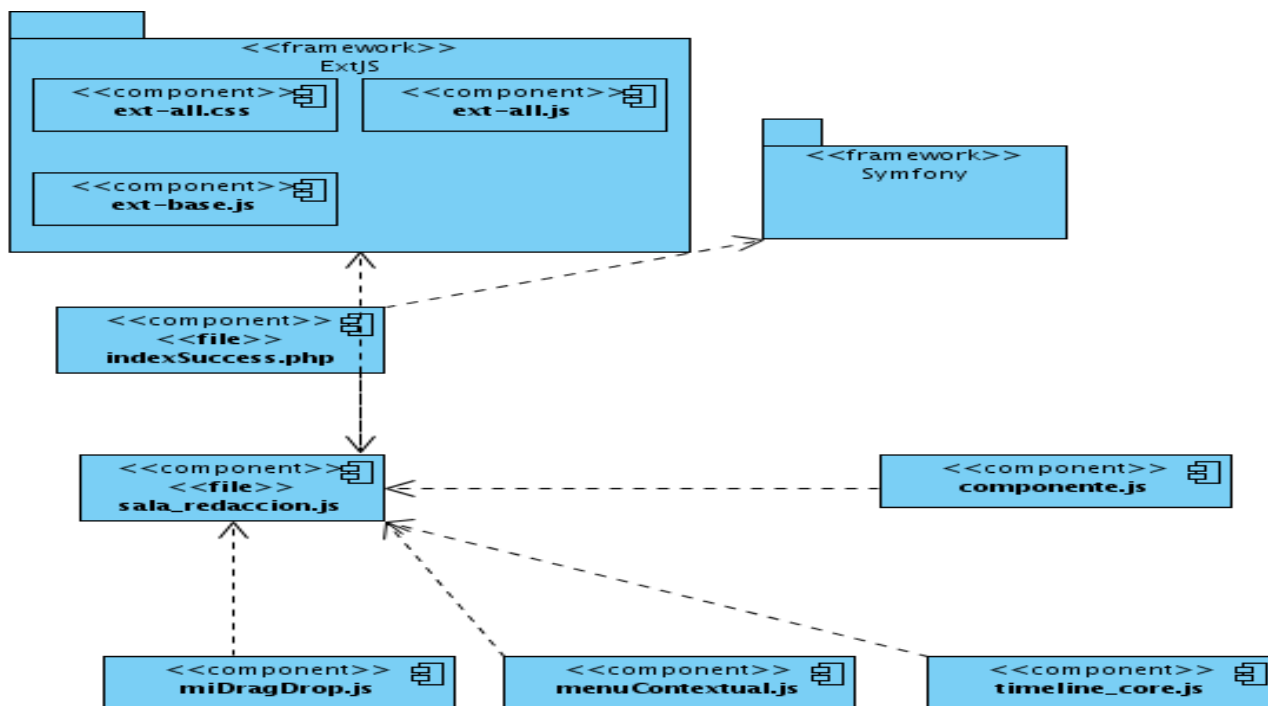 <<framework>>
ExtJS
<<component>>
ext-all.css
<<component>>
ext-all.js
<<component>>
ext-base.js
<<framework>>
Symfony
<<component>>
<<file>>
indexSuccess.php
<<component>>
<<file>>
sala_redaccion.js
<<component>>
componente.js
<<component>>
miDragDrop.js
<<component>>
menuContextual.js
<<component>>
timeline_core.js